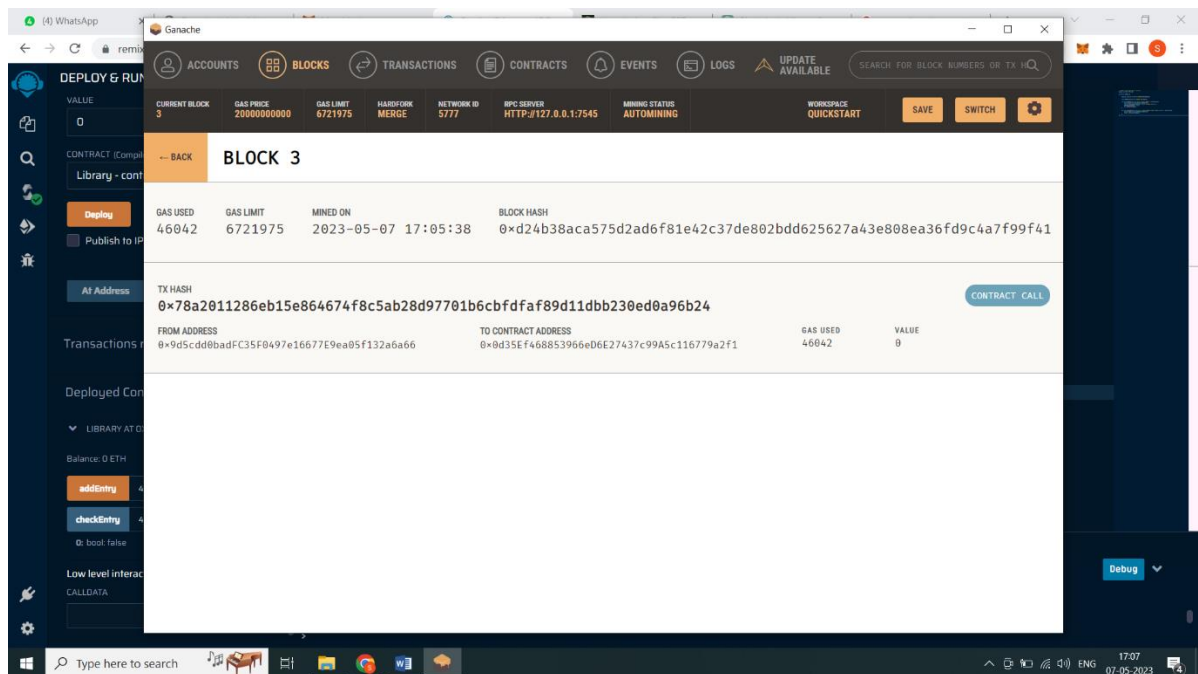 (4) WhatsApp
Ganache
remix
ACCOUNTS BLOCKS TRANSACTIONS CONTRACTS EVENTS LOGS UPDATE AVAILABLE SEARCH FOR BLOCK NUMBERS OR TX H
CURRENT BLOCK GAS PRICE GAS LIMIT HARDFORK NETWORK ID RPC SERVER MINING STATUS WORKSPACE
3 20000000000 6721975 MERGE 5777 HTTP://127.0.0.1:7545 AUTOMINING QUICKSTART SAVE SWITCH
← BACK BLOCK 3
GAS USED GAS LIMIT MINED ON BLOCK HASH
46042 6721975 2023-05-07 17:05:38 0×d24b38aca575d2ad6f81e42c37de802bdd625627a43e808ea36fd9c4a7f99f41
TX HASH
0×78a2011286eb15e864674f8c5ab28d97701b6cbfdfaf89d11dbb230ed0a96b24 CONTRACT CALL
FROM ADDRESS TO CONTRACT ADDRESS GAS USED VALUE
0×9d5cdd0badFC35F0497e16677E9ea05f132a6a66 0×0d35Ef468853966eD6E27437c99A5c116779a2f1 46042 0
DEPLOY & RUN
VALUE
0
CONTRACT (Compil
Library - cont
Deploy
Publish to IP
At Address
Transactions r
Deployed Con
LIBRARY AT 0
Balance: 0 ETH
addEntry 4
checkEntry 4
0: bool: false
Low level interac
CALLDATA
Debug
S
Type here to search
ENG
17:07
07-05-2023
4